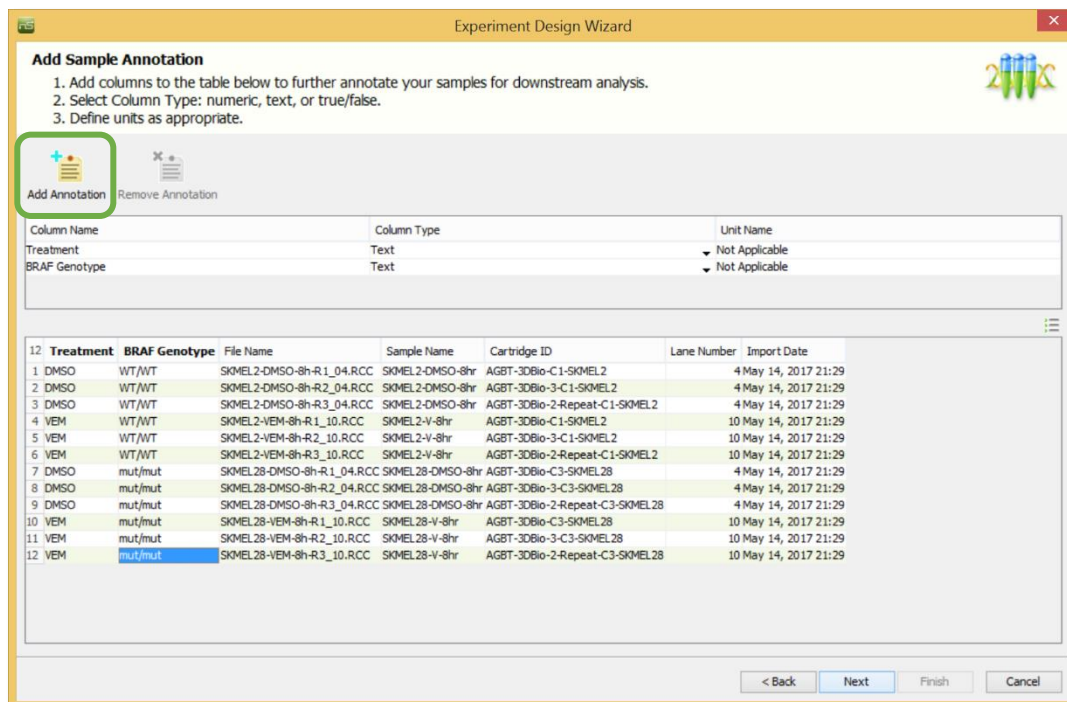 Experiment Design Wizard
Add Sample Annotation
1. Add columns to the table below to further annotate your samples for downstream analysis.
2. Select Column Type: numeric, text, or true/false.
3. Define units as appropriate.
Add Annotation Remove Annotation
Column Name Column Type Unit Name
Treatment Text Not Applicable
BRAF Genotype Text Not Applicable
12 Treatment BRAF Genotype File Name Sample Name Cartridge ID Lane Number Import Date
1 DMSO WT/WT SKMEL2-DMSO-8h-R1_04.RCC SKMEL2-DMSO-8hr AGBT-3DBio-C1-SKMEL2 4 May 14, 2017 21:29
2 DMSO WT/WT SKMEL2-DMSO-8h-R2_04.RCC SKMEL2-DMSO-8hr AGBT-3DBio-3-C1-SKMEL2 4 May 14, 2017 21:29
3 DMSO WT/WT SKMEL2-DMSO-8h-R3_04.RCC SKMEL2-DMSO-8hr AGBT-3DBio-2-Repeat-C1-SKMEL2 4 May 14, 2017 21:29
4 VEM WT/WT SKMEL2-VEM-8h-R1_10.RCC SKMEL2-V-8hr AGBT-3DBio-C1-SKMEL2 10 May 14, 2017 21:29
5 VEM WT/WT SKMEL2-VEM-8h-R2_10.RCC SKMEL2-V-8hr AGBT-3DBio-3-C1-SKMEL2 10 May 14, 2017 21:29
6 VEM WT/WT SKMEL2-VEM-8h-R3_10.RCC SKMEL2-V-8hr AGBT-3DBio-2-Repeat-C1-SKMEL2 10 May 14, 2017 21:29
7 DMSO mut/mut SKMEL28-DMSO-8h-R1_04.RCC SKMEL28-DMSO-8hr AGBT-3DBio-C3-SKMEL28 4 May 14, 2017 21:29
8 DMSO mut/mut SKMEL28-DMSO-8h-R2_04.RCC SKMEL28-DMSO-8hr AGBT-3DBio-3-C3-SKMEL28 4 May 14, 2017 21:29
9 DMSO mut/mut SKMEL28-DMSO-8h-R3_04.RCC SKMEL28-DMSO-8hr AGBT-3DBio-2-Repeat-C3-SKMEL28 4 May 14, 2017 21:29
10 VEM mut/mut SKMEL28-VEM-8h-R1_10.RCC SKMEL28-V-8hr AGBT-3DBio-C3-SKMEL28 10 May 14, 2017 21:29
11 VEM mut/mut SKMEL28-VEM-8h-R2_10.RCC SKMEL28-V-8hr AGBT-3DBio-3-C3-SKMEL28 10 May 14, 2017 21:29
12 VEM mut/mut SKMEL28-VEM-8h-R3_10.RCC SKMEL28-V-8hr AGBT-3DBio-2-Repeat-C3-SKMEL28 10 May 14, 2017 21:29
< Back Next Finish Cancel